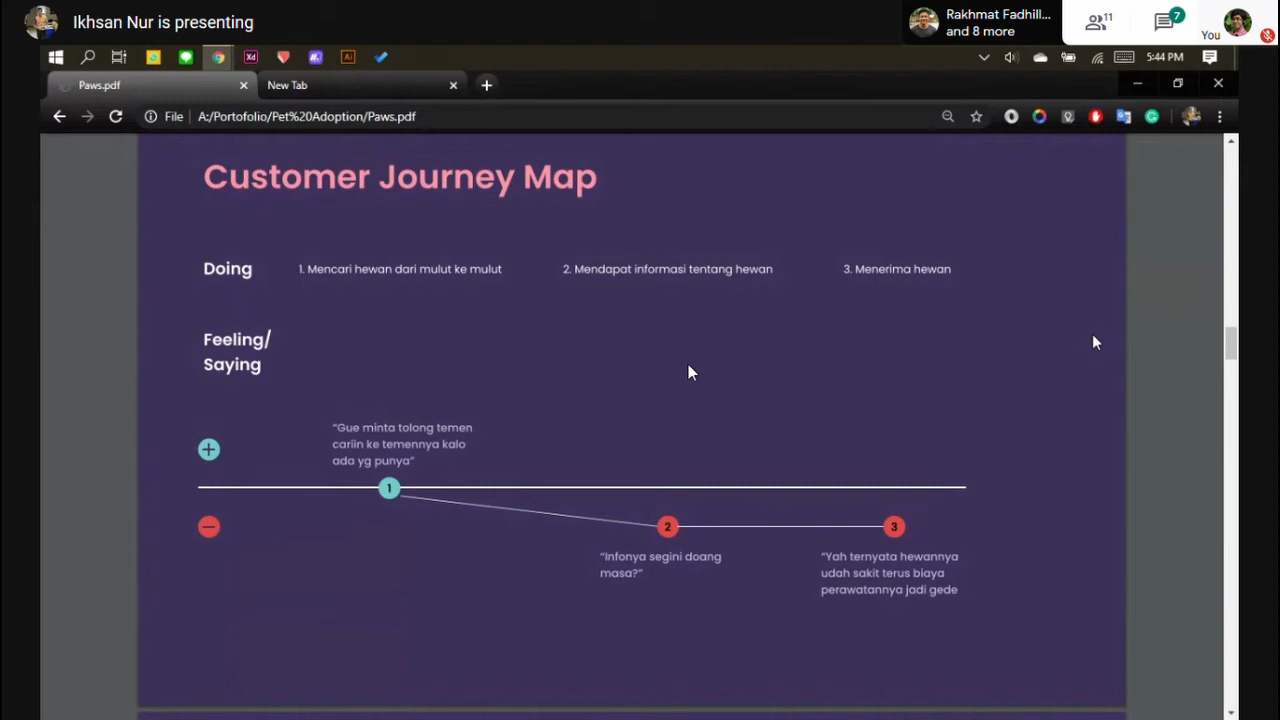 Ikhsan Nur is presenting
Rakhmat Fadhill...
and 8 more
11
7
You
Xd
Ai
5:44 PM
Paws.pdf
New Tab
File
A:/Portofolio/Pet%20Adoption/Paws.pdf
Customer Journey Map
Doing
1. Mencari hewan dari mulut ke mulut
2. Mendapat informasi tentang hewan
3. Menerima hewan
Feeling/
Saying
“Gue minta tolong temen
cariin ke temennya kalo
ada yg punya”
1
2
3
“Infonya segini doang
masa?”
“Yah ternyata hewannya
udah sakit terus biaya
perawatannya jadi gede